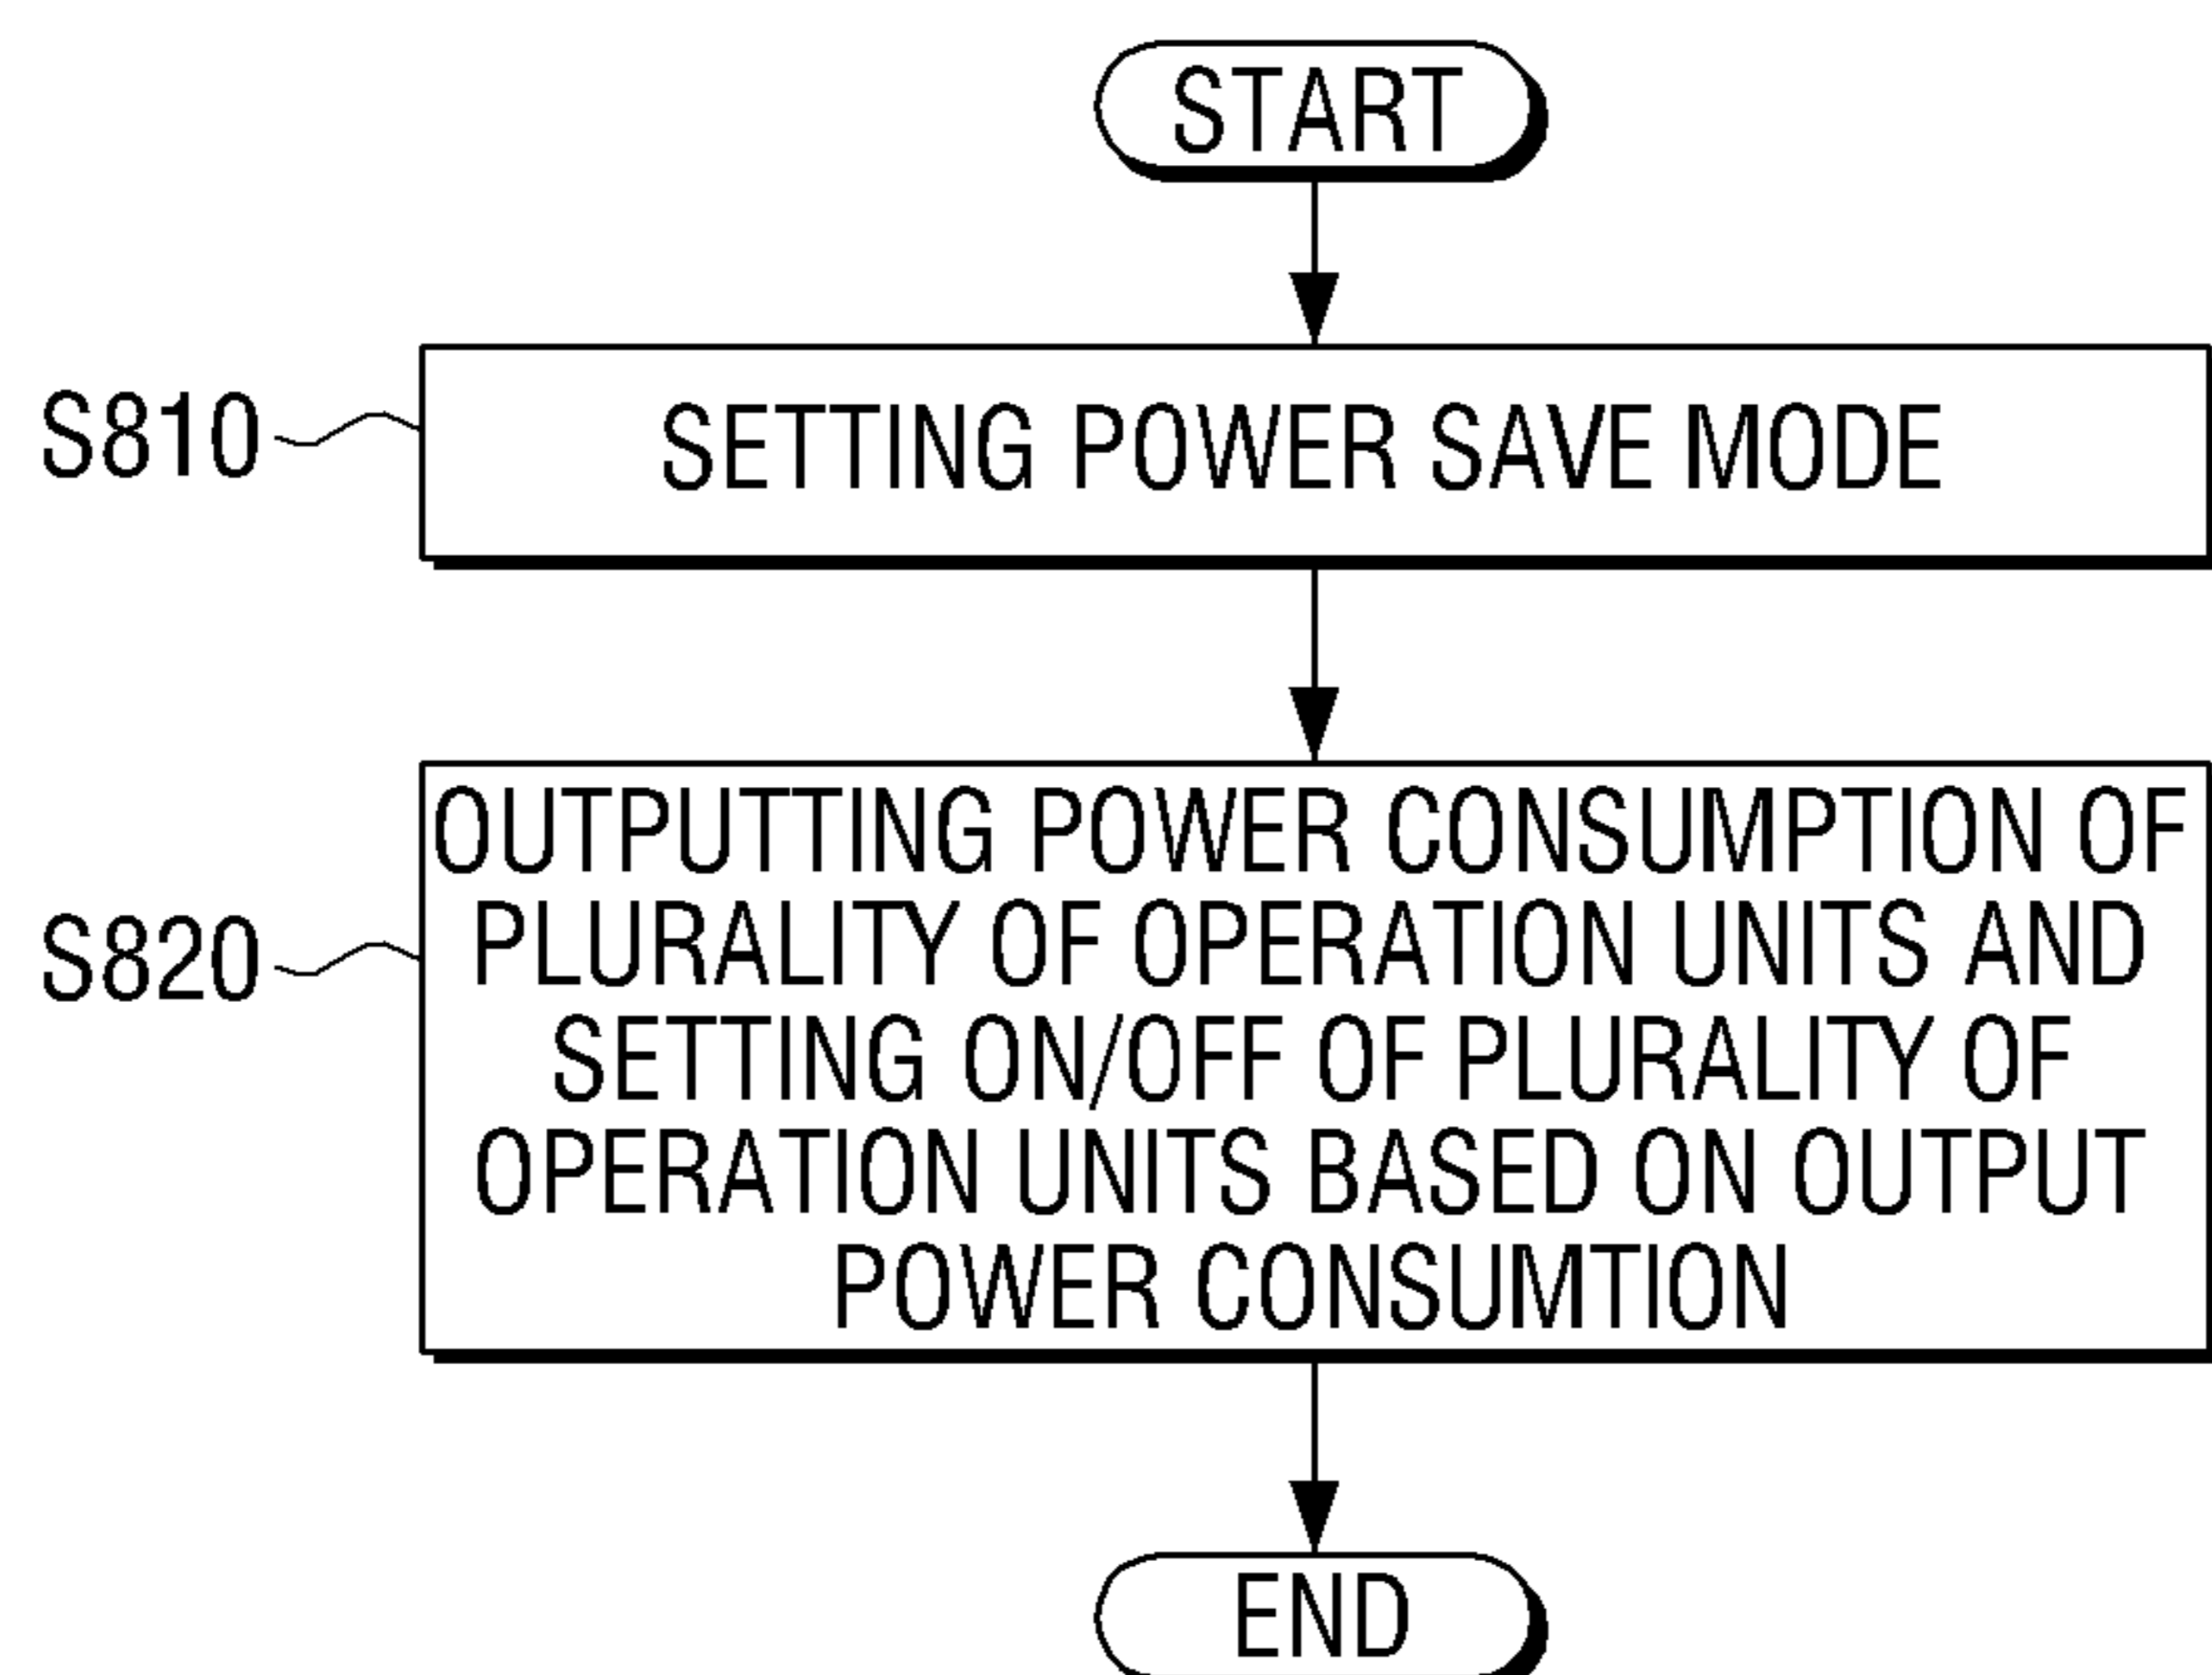 START
S810
SETTING POWER SAVE MODE
S820
OUTPUTTING POWER CONSUMPTION OF
PLURALITY OF OPERATION UNITS AND
SETTING ON/OFF OF PLURALITY OF
OPERATION UNITS BASED ON OUTPUT
POWER CONSUMTION
END